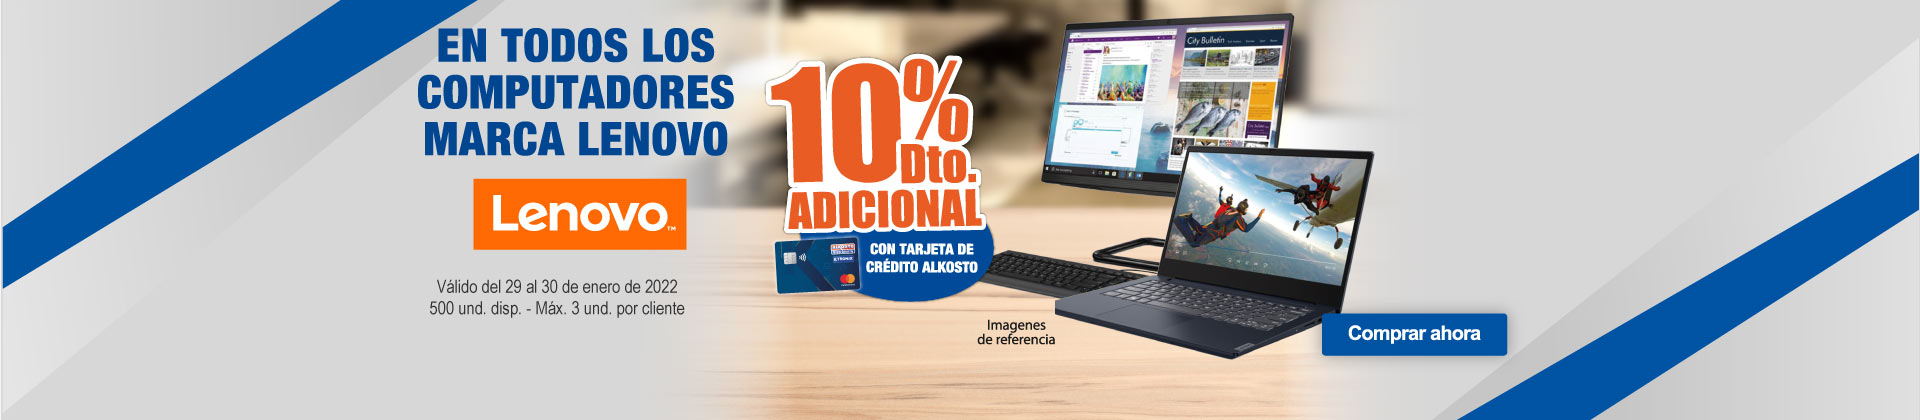 EN TODOS LOS
COMPUTADORES
MARCA LENOVO
Lenovo™
Válido del 29 al 30 de enero de 2022
500 und. disp. - Máx. 3 und. por cliente
10% Dto.
ADICIONAL
CON TARJETA DE
CRÉDITO ALKOSTO
City Bulletin
Imagenes
de referencia
Comprar ahora